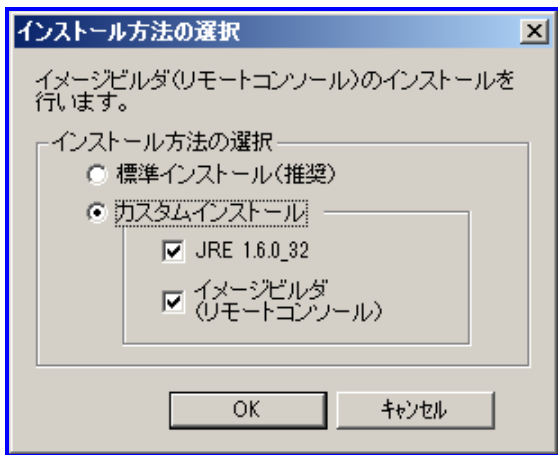 インストール方法の選択
イメージビルダ(リモートコンソール)のインストールを
行います。
インストール方法の選択
標準インストール(推奨)
カスタムインストール
JRE 1.6.0_32
イメージビルダ
(リモートコンソール)
OK
キャンセル